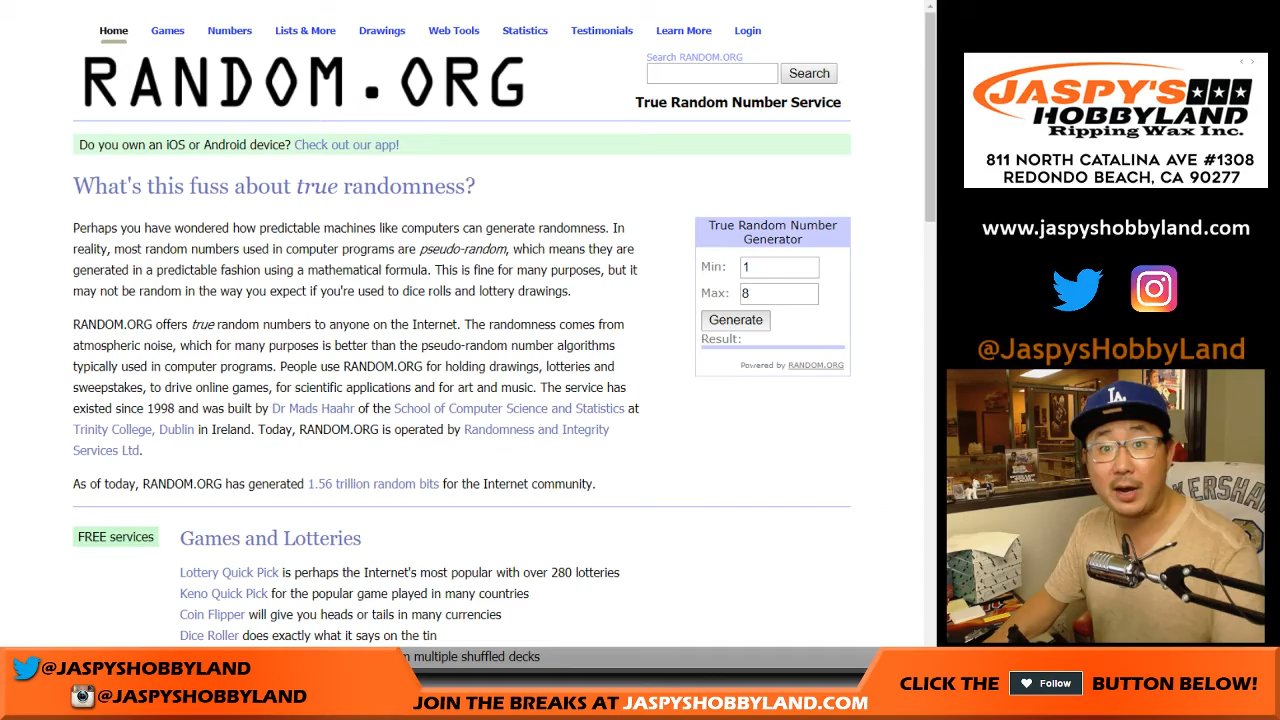 Home Games Numbers Lists & More Drawings Web Tools Statistics Testimonials Learn More Login
RANDOM.ORG
Search RANDOM.ORG
Search
True Random Number Service
Do you own an iOS or Android device? Check out our app!
What's this fuss about true randomness?
Perhaps you have wondered how predictable machines like computers can generate randomness. In
reality, most random numbers used in computer programs are pseudo-random, which means they are
generated in a predictable fashion using a mathematical formula. This is fine for many purposes, but it
may not be random in the way you expect if you're used to dice rolls and lottery drawings.
RANDOM.ORG offers true random numbers to anyone on the Internet. The randomness comes from
atmospheric noise, which for many purposes is better than the pseudo-random number algorithms
typically used in computer programs. People use RANDOM.ORG for holding drawings, lotteries and
sweepstakes, to drive online games, for scientific applications and for art and music. The service has
existed since 1998 and was built by Dr Mads Haahr of the School of Computer Science and Statistics at
Trinity College, Dublin in Ireland. Today, RANDOM.ORG is operated by Randomness and Integrity
Services Ltd.
As of today, RANDOM.ORG has generated 1.56 trillion random bits for the Internet community.
True Random Number
Generator
Min: 1
Max: 8
Generate
Result:
Powered by RANDOM.ORG
FREE services
Games and Lotteries
Lottery Quick Pick is perhaps the Internet's most popular with over 280 lotteries
Keno Quick Pick for the popular game played in many countries
Coin Flipper will give you heads or tails in many currencies
Dice Roller does exactly what it says on the tin
multiple shuffled decks
JASPY'S
HOBBYLAND
Ripping Wax Inc.
811 NORTH CATALINA AVE #1308
REDONDO BEACH, CA 90277
www.jaspyshobbyland.com
@JaspysHobbyLand
LA
KERSHA
@JASPYSHOBBYLAND
@JASPYSHOBBYLAND
JOIN THE BREAKS AT JASPYSHOBBYLAND.COM
CLICK THE Follow BUTTON BELOW!